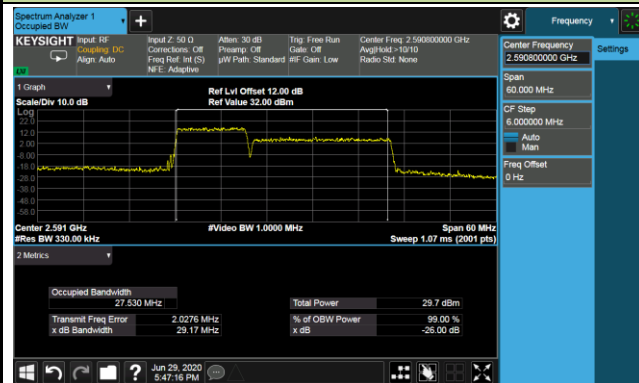 Spectrum Analyzer 1
Occupied BW
Frequency
KEYSIGHT
Input: RF
Coupling: DC
Align: Auto
Input Z: 50 Ω
Corrections: Off
Freq Ref: Int (S)
NFE: Adaptive
Atten: 30 dB
Preamp: Off
µW Path: Standard
Trig: Free Run
Gate: Off
#IF Gain: Low
Center Freq: 2.590800000 GHz
Avg|Hold:>10/10
Radio Std: None
LXI
Center Frequency
2.590800000 GHz
Settings
Span
60.000 MHz
CF Step
6.000000 MHz
Auto
Man
Freq Offset
0 Hz
1 Graph
Scale/Div 10.0 dB
Ref Lvl Offset 12.00 dB
Ref Value 32.00 dBm
Log
22.0
12.0
2.00
-8.00
-18.0
-28.0
-38.0
-48.0
-58.0
Center 2.591 GHz
#Video BW 1.0000 MHz
Span 60 MHz
#Res BW 330.00 kHz
Sweep 1.07 ms (2001 pts)
2 Metrics
Occupied Bandwidth
27.530 MHz
Total Power 29.7 dBm
Transmit Freq Error 2.0276 MHz
% of OBW Power 99.00 %
x dB Bandwidth 29.17 MHz
x dB -26.00 dB
?
Jun 29, 2020
5:47:16 PM